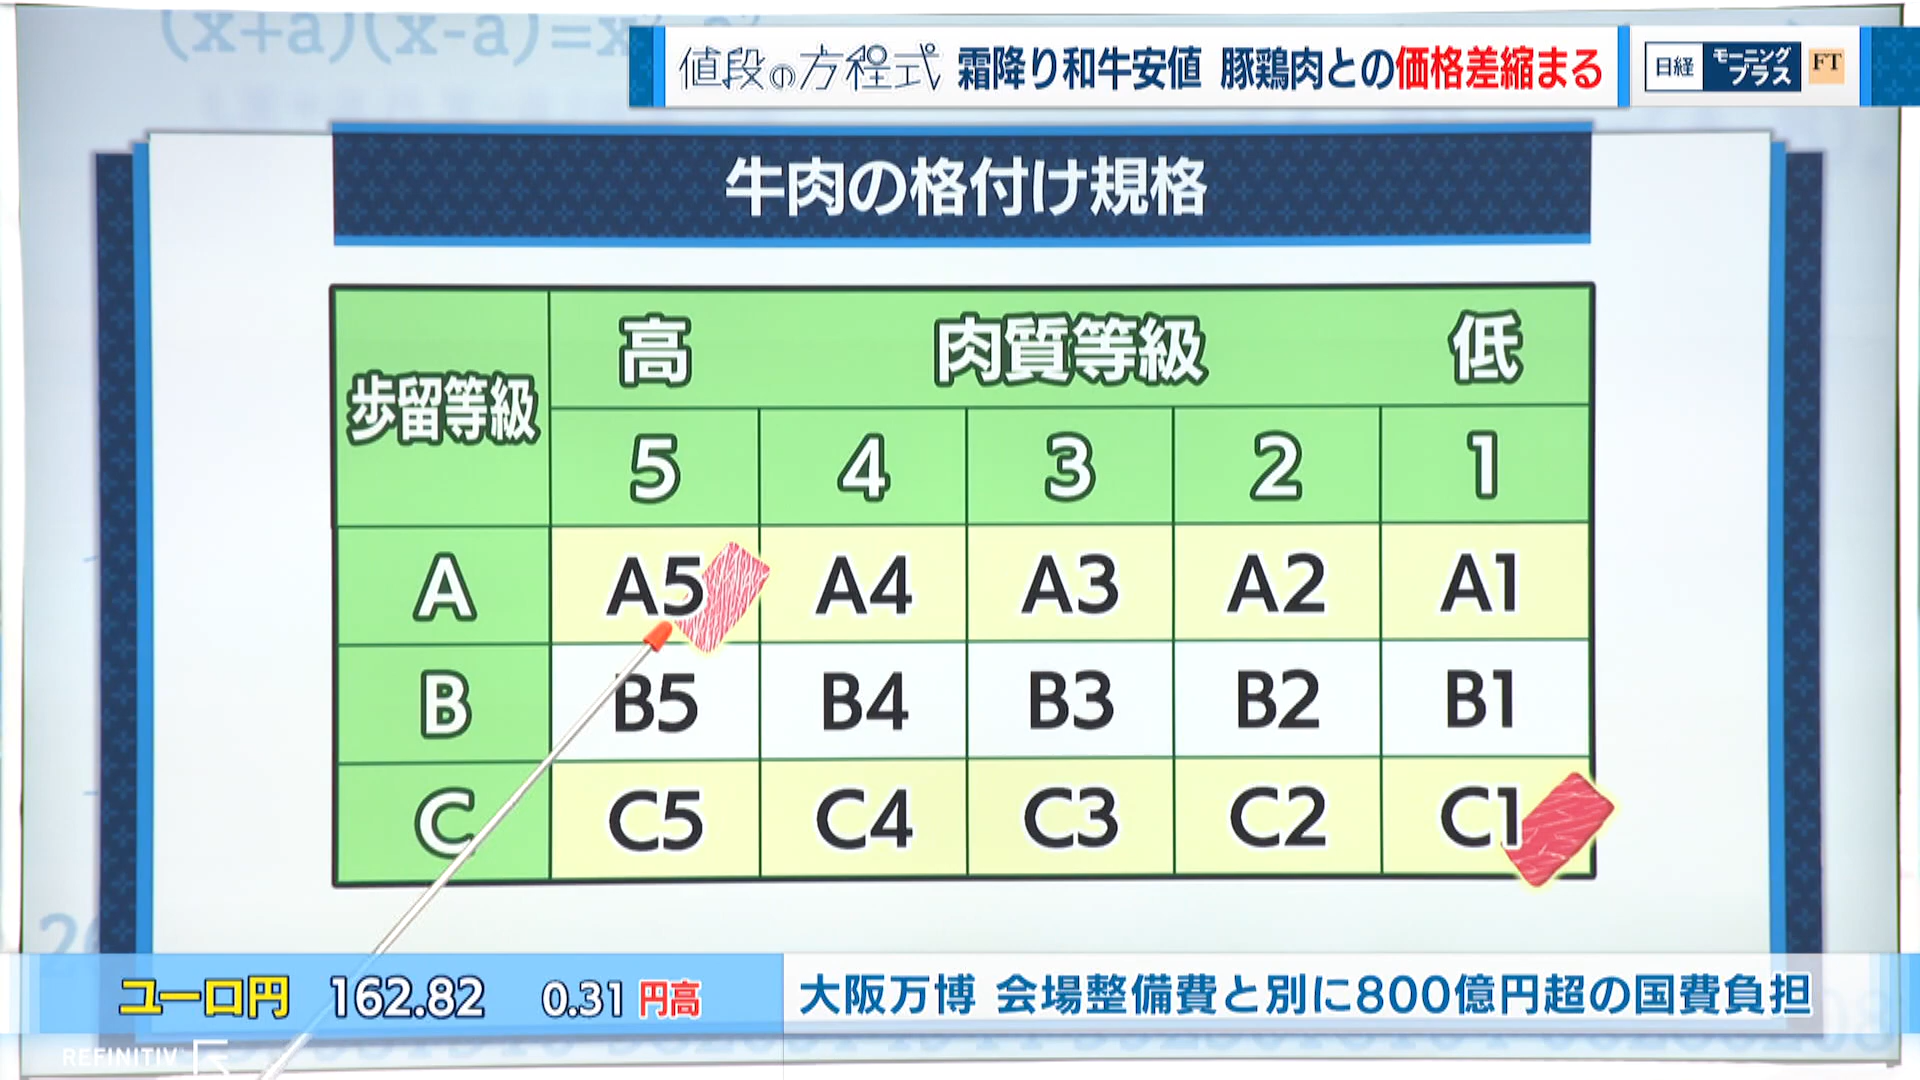 (x+a)(x-a)=x
値段の方程式 霜降り和牛安値 豚鶏肉との価格差縮まる
日経 モーニングプラス FT
牛肉の格付け規格
歩留等級 高 肉質等級 低
5 4 3 2 1
A A5 A4 A3 A2 A1
B B5 B4 B3 B2 B1
C C5 C4 C3 C2 C1
ユーロ円 162.82 0.31 円高
大阪万博 会場整備費と別に800億円超の国費負担
REFINITIV